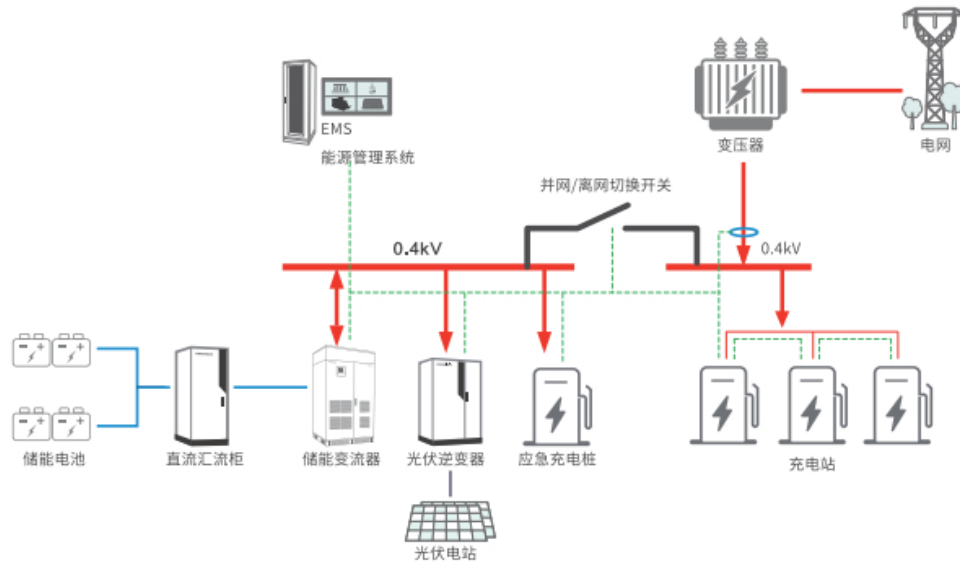 EMS
能源管理系统
变压器
电网
并网/离网切换开关
0.4kV
0.4kV
储能电池
直流汇流柜
储能变流器
光伏逆变器
应急充电桩
充电站
光伏电站